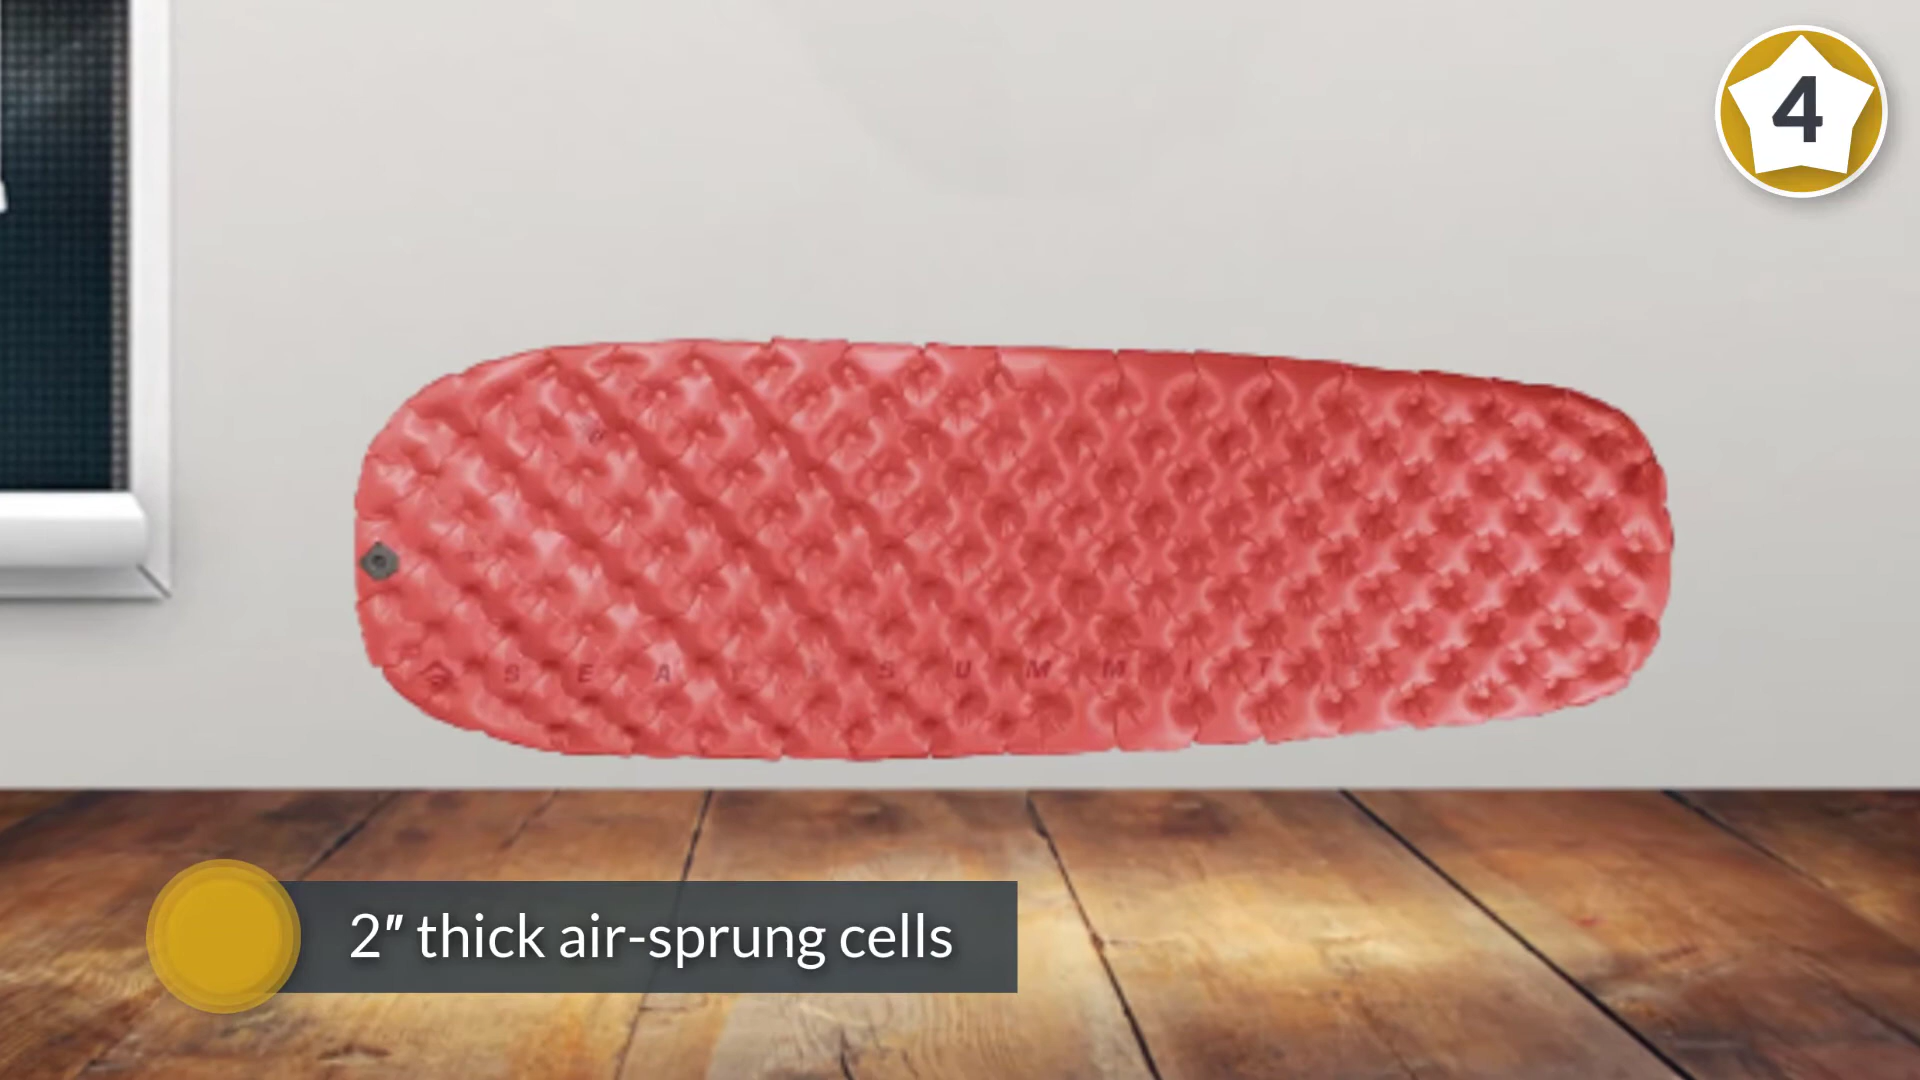 4
SEA TO SUMMIT
2″ thick air-sprung cells